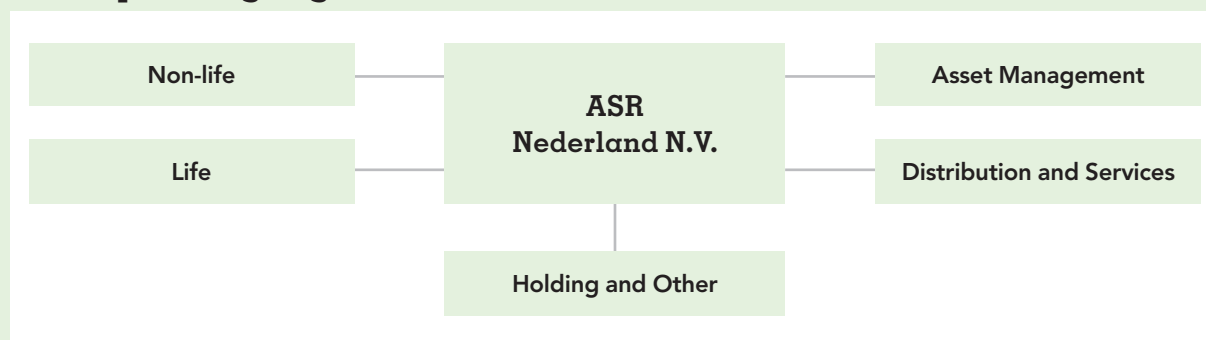 Non-life
ASR
Nederland N.V.
Asset Management
Life
Distribution and Services
Holding and Other